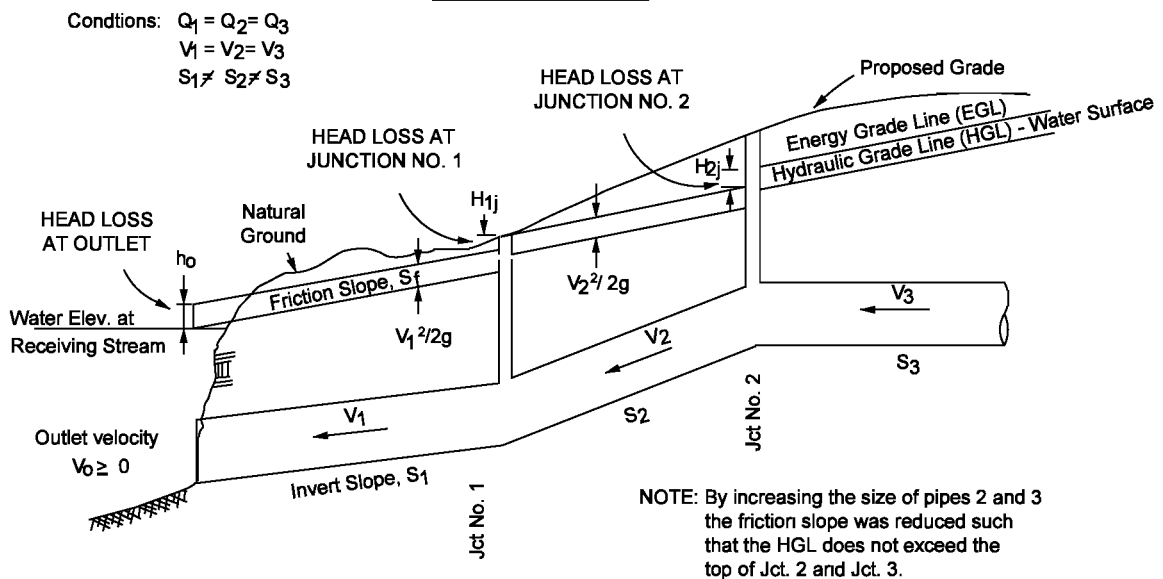 Condtions: Q1 = Q2= Q3
V1 = V2= V3
S1≠ S2≠ S3
HEAD LOSS AT
JUNCTION NO. 2
Proposed Grade
HEAD LOSS AT
JUNCTION NO. 1
Energy Grade Line (EGL)
Hydraulic Grade Line (HGL) - Water Surface
H2j
H1j
HEAD LOSS
AT OUTLET
Natural
Ground
ho
Friction Slope, Sf
V2²/ 2g
V1²/2g
Water Elev. at
Receiving Stream
V3
V2
S3
V1
S2
Jct No. 2
Outlet velocity
Vo ≥ 0
Invert Slope, S1
Jct No. 1
NOTE: By increasing the size of pipes 2 and 3
the friction slope was reduced such
that the HGL does not exceed the
top of Jct. 2 and Jct. 3.